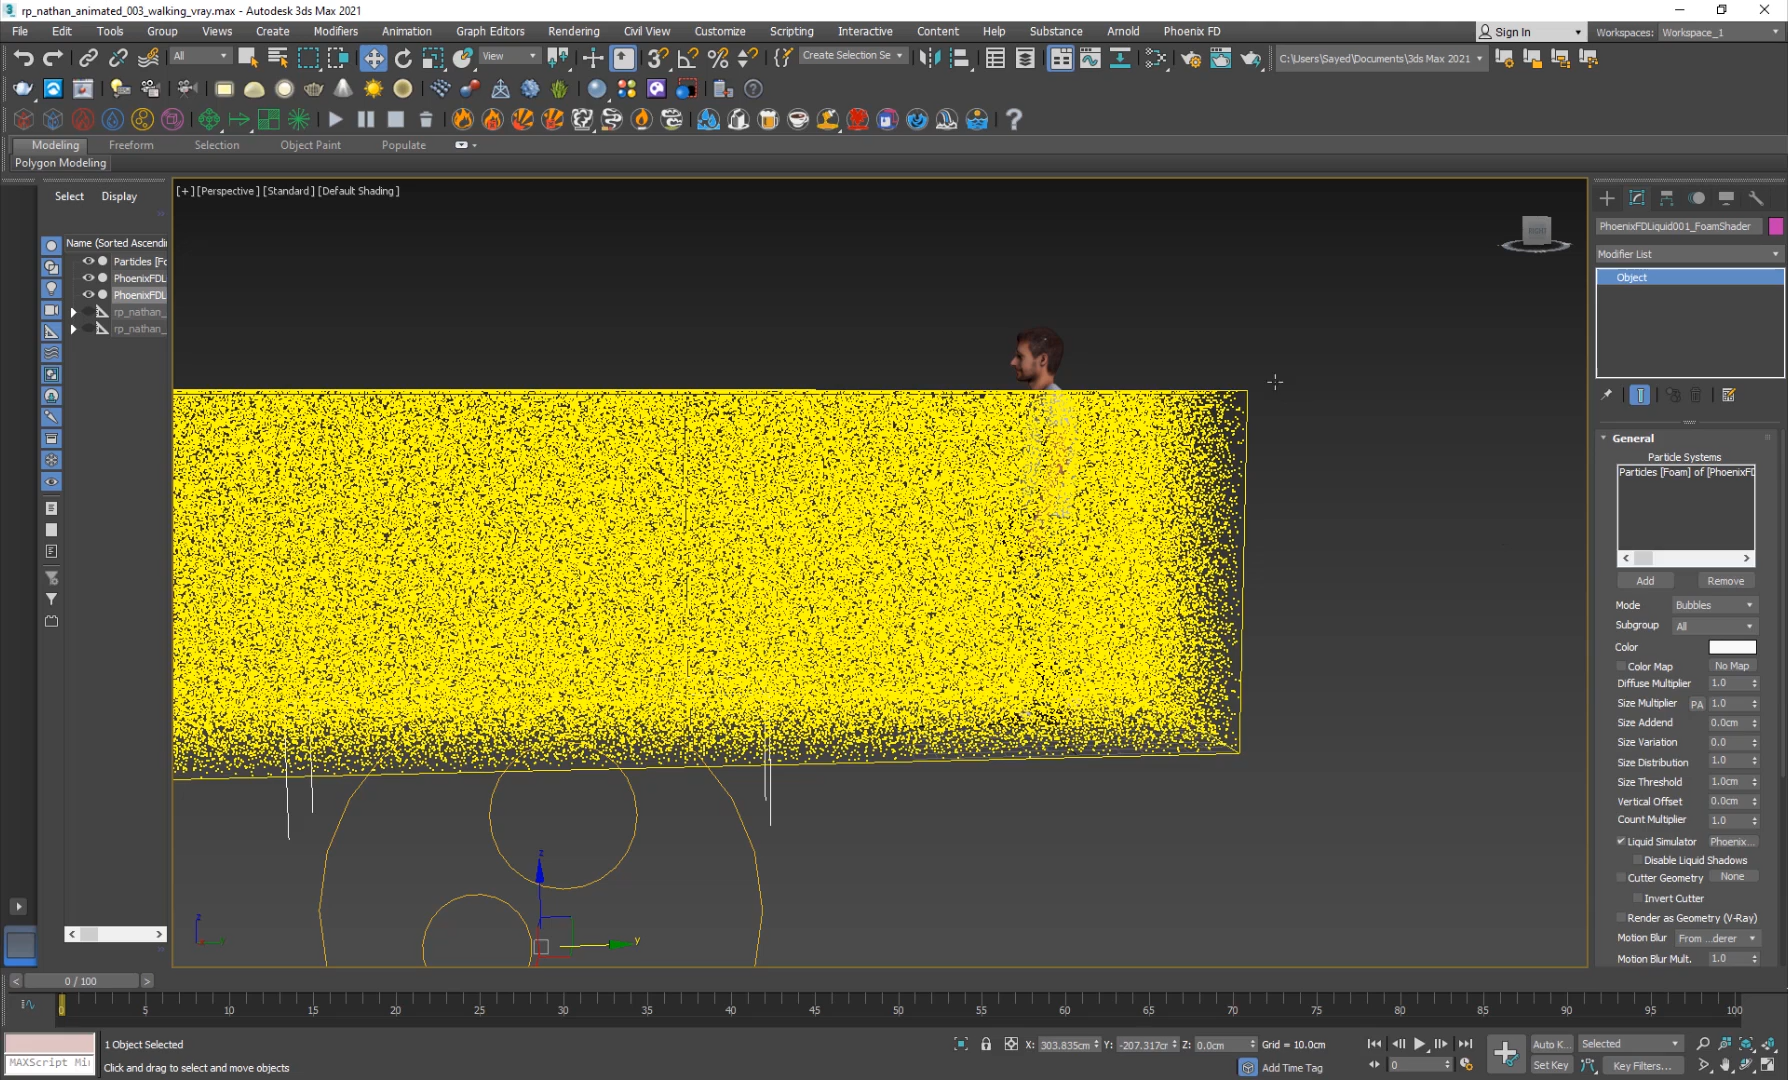 rp_nathan_animated_003_walking_vray.max - Autodesk 3ds Max 2021
File Edit Tools Group Views Create Modifiers Animation Graph Editors Rendering Civil View Customize Scripting Interactive Content Help Substance Arnold Phoenix FD
Sign In Workspaces: Workspace_1
All View Create Selection Se C:\Users\Sayed\Documents\3ds Max 2021
Modeling Freeform Selection Object Paint Populate
Polygon Modeling
Select Display
[+] [Perspective ] [Standard ] [Default Shading ]
RIGHT
Name (Sorted Ascendin
Particles [Fo
PhoenixFDL
PhoenixFDL
rp_nathan_
rp_nathan_
PhoenixFDLiquid001_FoamShader
Modifier List
Object
General
Particle Systems
Particles [Foam] of [PhoenixFD
Add Remove
Mode Bubbles
Subgroup All
Color
Color Map No Map
Diffuse Multiplier 1.0
Size Multiplier PA 1.0
Size Addend 0.0cm
Size Variation 0.0
Size Distribution 1.0
Size Threshold 1.0cm
Vertical Offset 0.0cm
Count Multiplier 1.0
Liquid Simulator Phoenix...
Disable Liquid Shadows
Cutter Geometry None
Invert Cutter
Render as Geometry (V-Ray)
Motion Blur From ...derer
Motion Blur Mult. 1.0
z
y
z
0 / 100
0 5 10 15 20 25 30 35 40 45 50 55 60 65 70 75 80 85 90 95 100
1 Object Selected
X: 303.835cm Y: -207.317cr Z: 0.0cm Grid = 10.0cm
Auto K... Selected
MAXScript Mi
Click and drag to select and move objects
Add Time Tag
0
Set Key Key Filters...